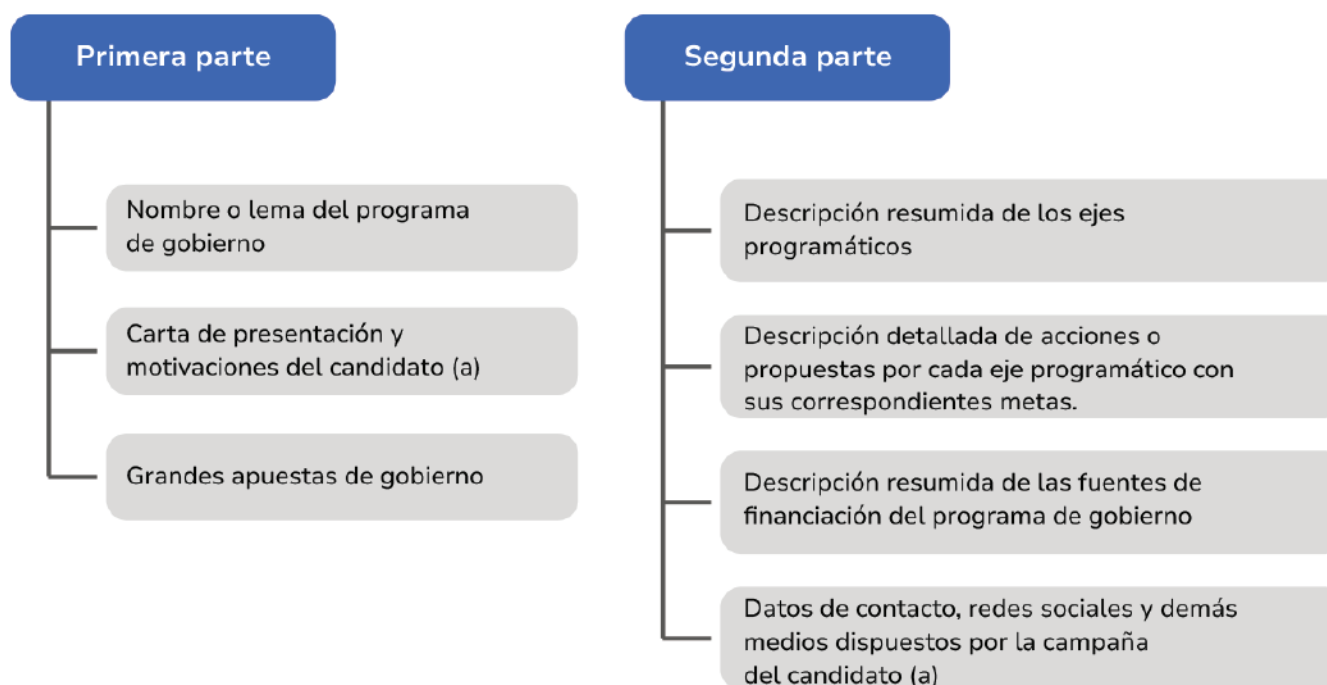 Primera parte
Nombre o lema del programa
de gobierno
Carta de presentación y
motivaciones del candidato (a)
Grandes apuestas de gobierno
Segunda parte
Descripción resumida de los ejes
programáticos
Descripción detallada de acciones o
propuestas por cada eje programático con
sus correspondientes metas.
Descripción resumida de las fuentes de
financiación del programa de gobierno
Datos de contacto, redes sociales y demás
medios dispuestos por la campaña
del candidato (a)